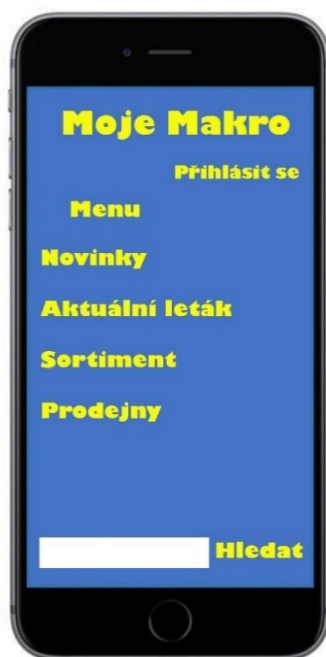 Moje Makro
Přihlásit se
Menu
Novinky
Aktuální leták
Sortiment
Prodejny
Hledat